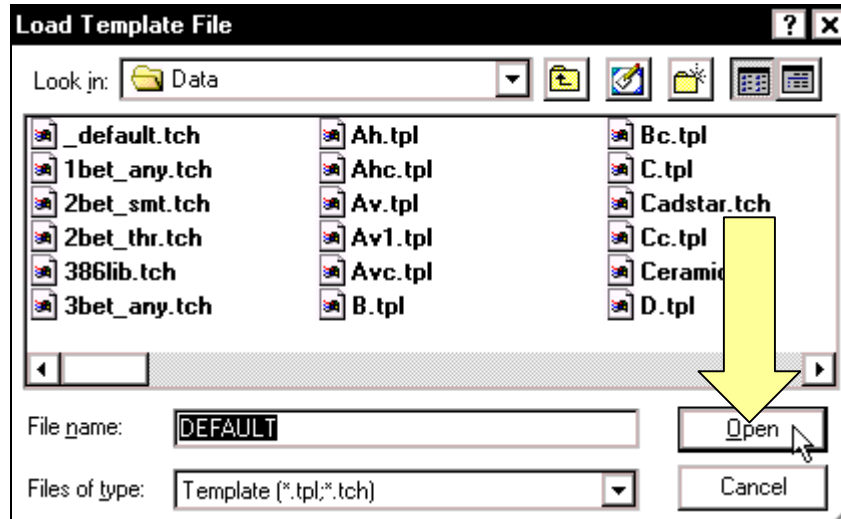 Load Template File
Look in: Data
_default.tch Ah.tpl Bc.tpl
1bet_any.tch Ahc.tpl C.tpl
2bet_smt.tch Av.tpl Cadstar.tch
2bet_thr.tch Av1.tpl Cc.tpl
386lib.tch Avc.tpl
3bet_any.tch B.tpl D.tpl
File name: DEFAULT Open
Files of type: Template (*.tpl;*.tch) Cancel